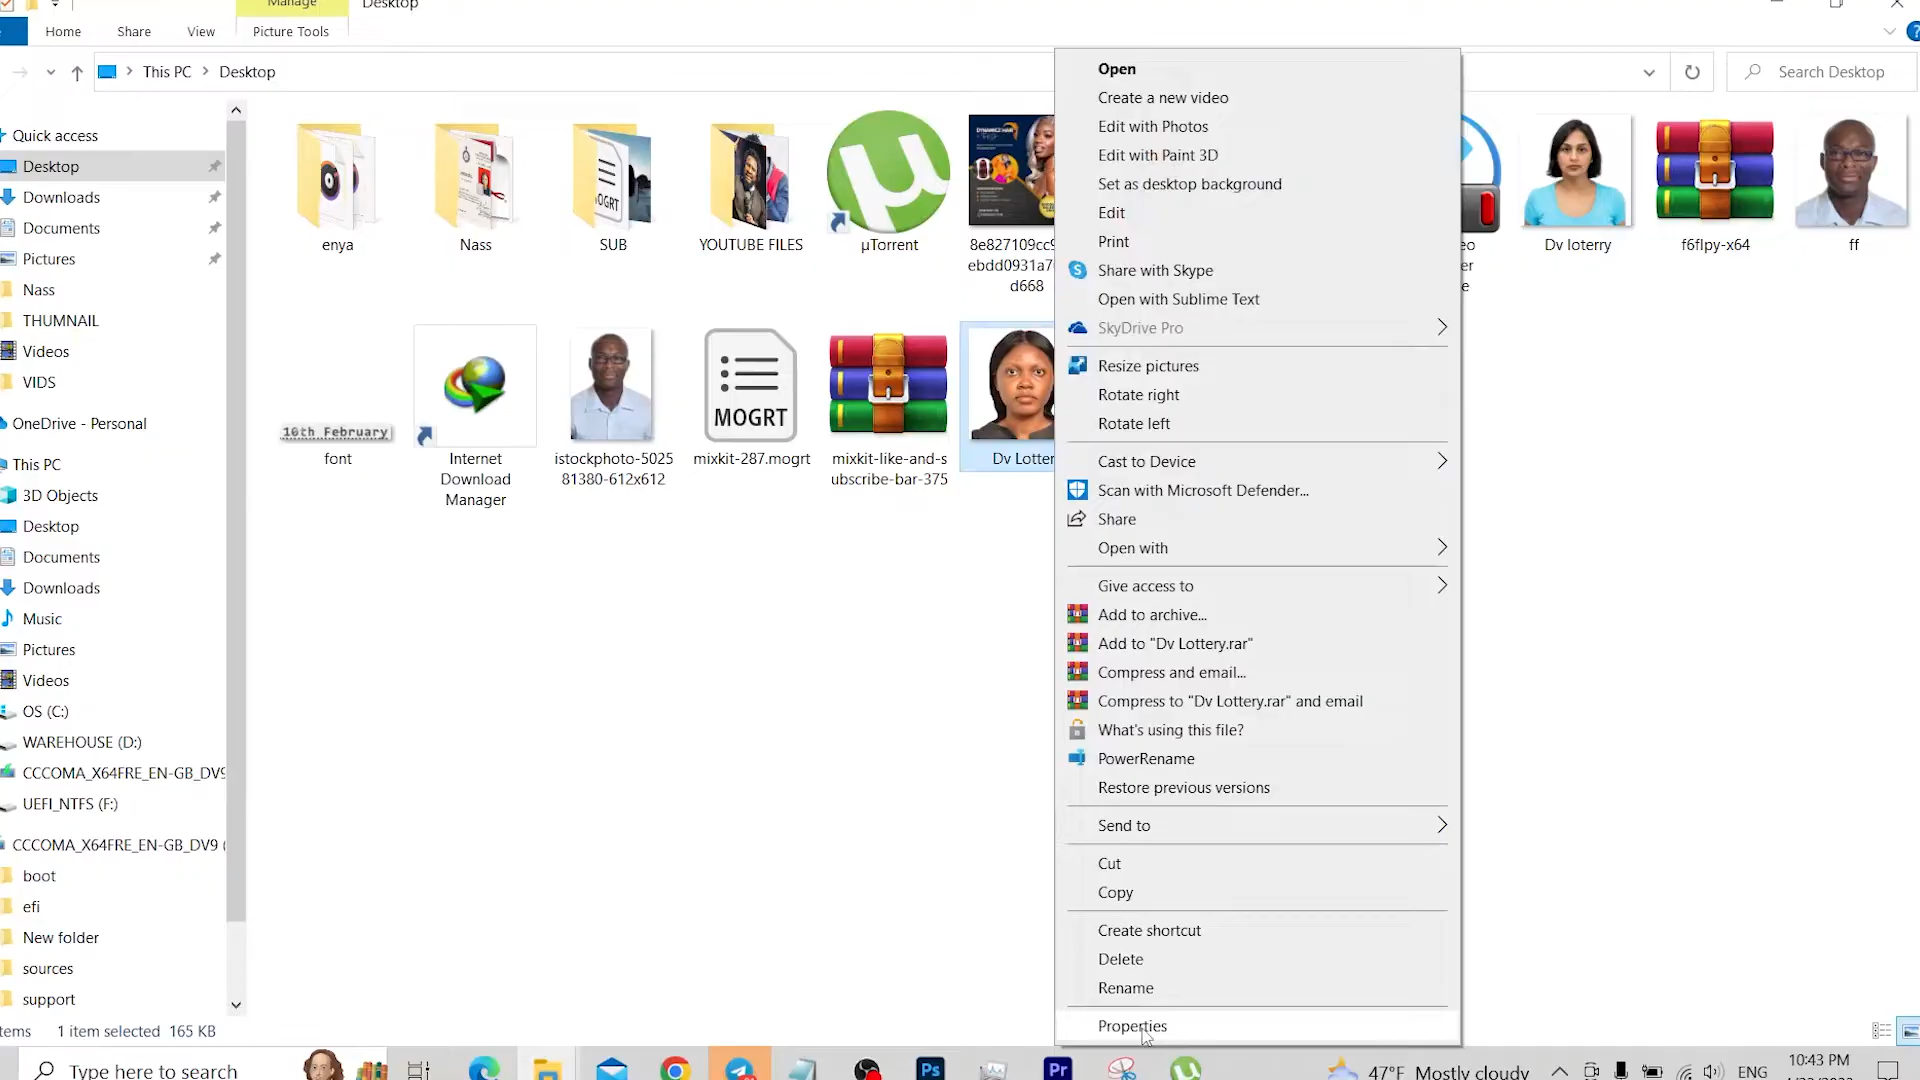 Manage
Desktop
Home
Share
View
Picture Tools
This PC
Desktop
Search Desktop
Quick access
Desktop
Downloads
Documents
Pictures
Nass
THUMNAIL
Videos
VIDS
OneDrive - Personal
This PC
3D Objects
Desktop
Documents
Downloads
Music
Pictures
Videos
OS (C:)
WAREHOUSE (D:)
CCCOMA_X64FRE_EN-GB_DV9
UEFI_NTFS (F:)
CCCOMA_X64FRE_EN-GB_DV9 (
boot
efi
New folder
sources
support
enya
Nass
SUB
YOUTUBE FILES
µTorrent
8e827109cc9
ebdd0931a7
d668
eo
er
e
Dv loterry
f6flpy-x64
ff
10th February
font
Internet
Download
Manager
istockphoto-5025
81380-612x612
MOGRT
mixkit-287.mogrt
mixkit-like-and-s
ubscribe-bar-375
Dv Lotter
Open
Create a new video
Edit with Photos
Edit with Paint 3D
Set as desktop background
Edit
Print
Share with Skype
Open with Sublime Text
SkyDrive Pro
Resize pictures
Rotate right
Rotate left
Cast to Device
Scan with Microsoft Defender...
Share
Open with
Give access to
Add to archive...
Add to "Dv Lottery.rar"
Compress and email...
Compress to "Dv Lottery.rar" and email
What's using this file?
PowerRename
Restore previous versions
Send to
Cut
Copy
Create shortcut
Delete
Rename
Properties
tems
1 item selected 165 KB
Type here to search
Ps
Pr
47°F Mostly cloudy
ENG
10:43 PM